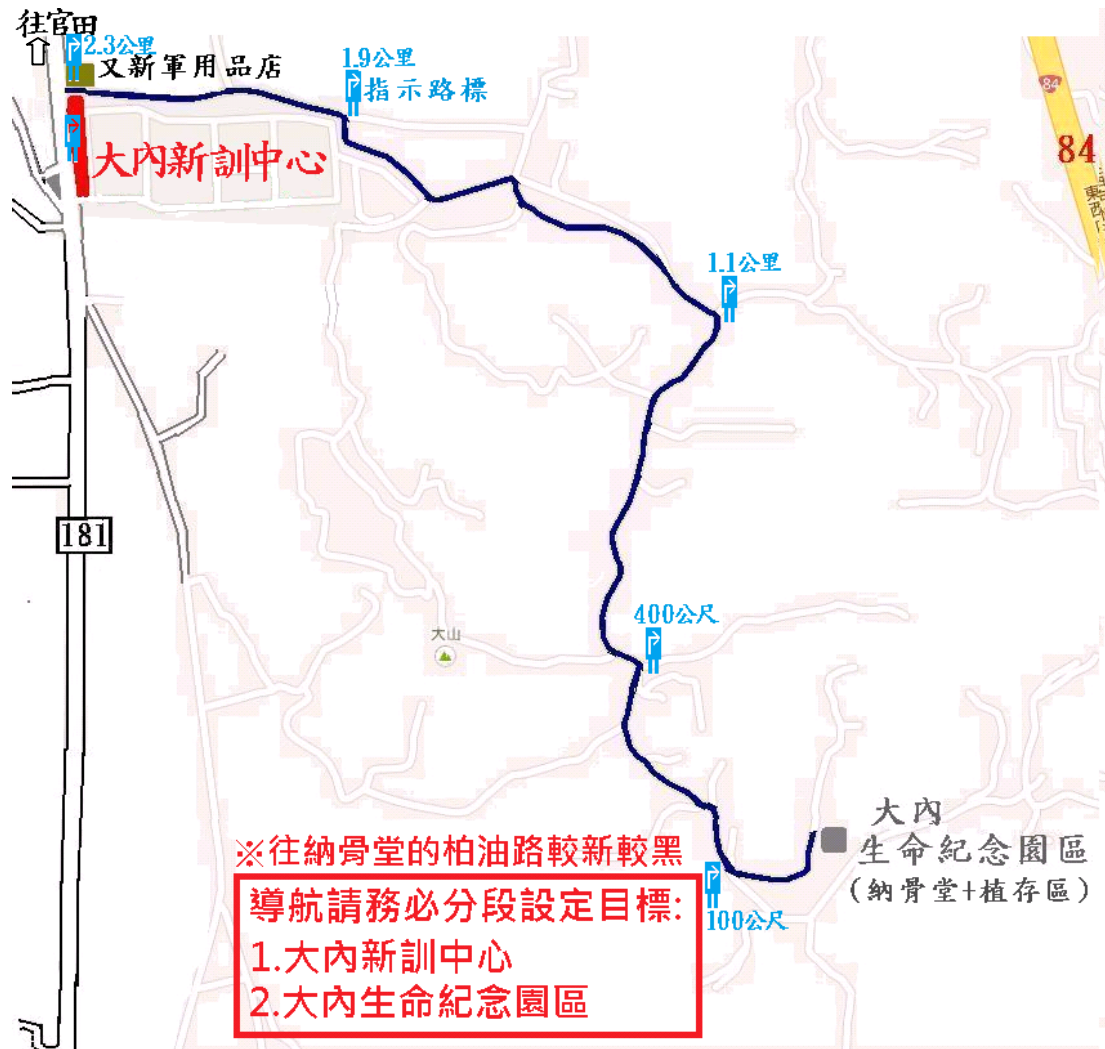 往官田
2.3公里
又新軍用品店
1.9公里
指示路標
84
84
大內新訓中心
1.1公里
181
400公尺
大山
大內
生命紀念園區
(納骨堂+植存區)
※往納骨堂的柏油路較新較黑
導航請務必分段設定目標:
1.大內新訓中心
2.大內生命紀念園區
100公尺